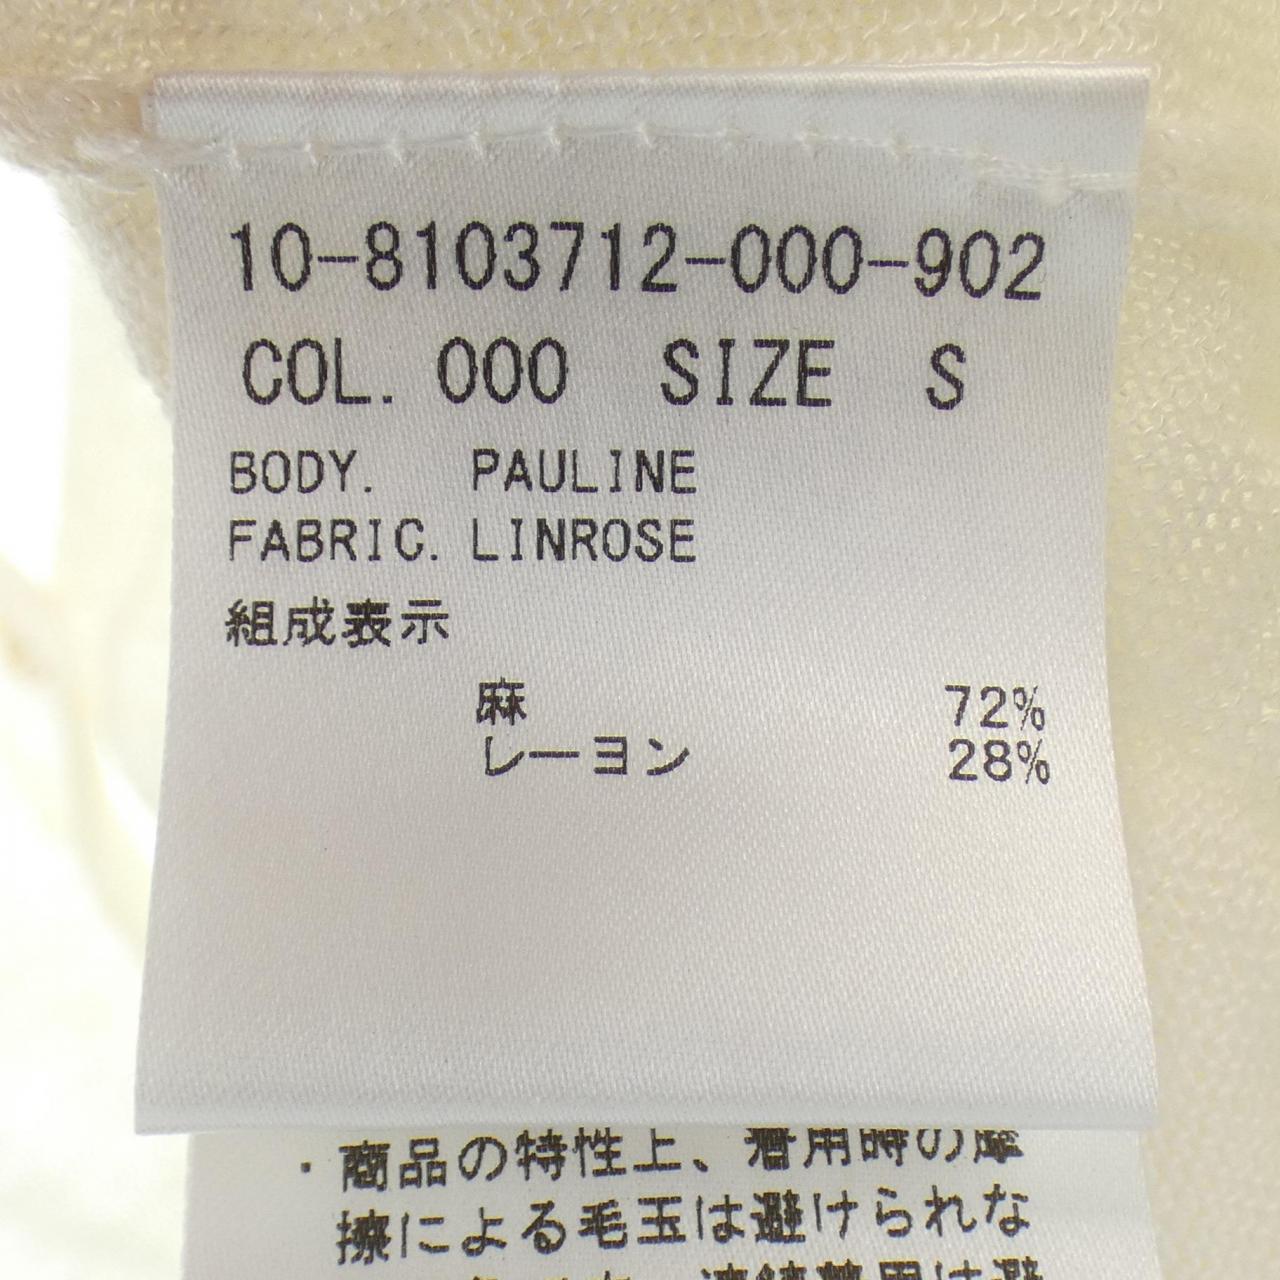 10-8103712-000-902
COL. 000 SIZE S
BODY. PAULINE
FABRIC. LINROSE
組成表示
麻 72%
レーヨン 28%
・商品の特性上、着用時の摩
擦による毛玉は避けられな